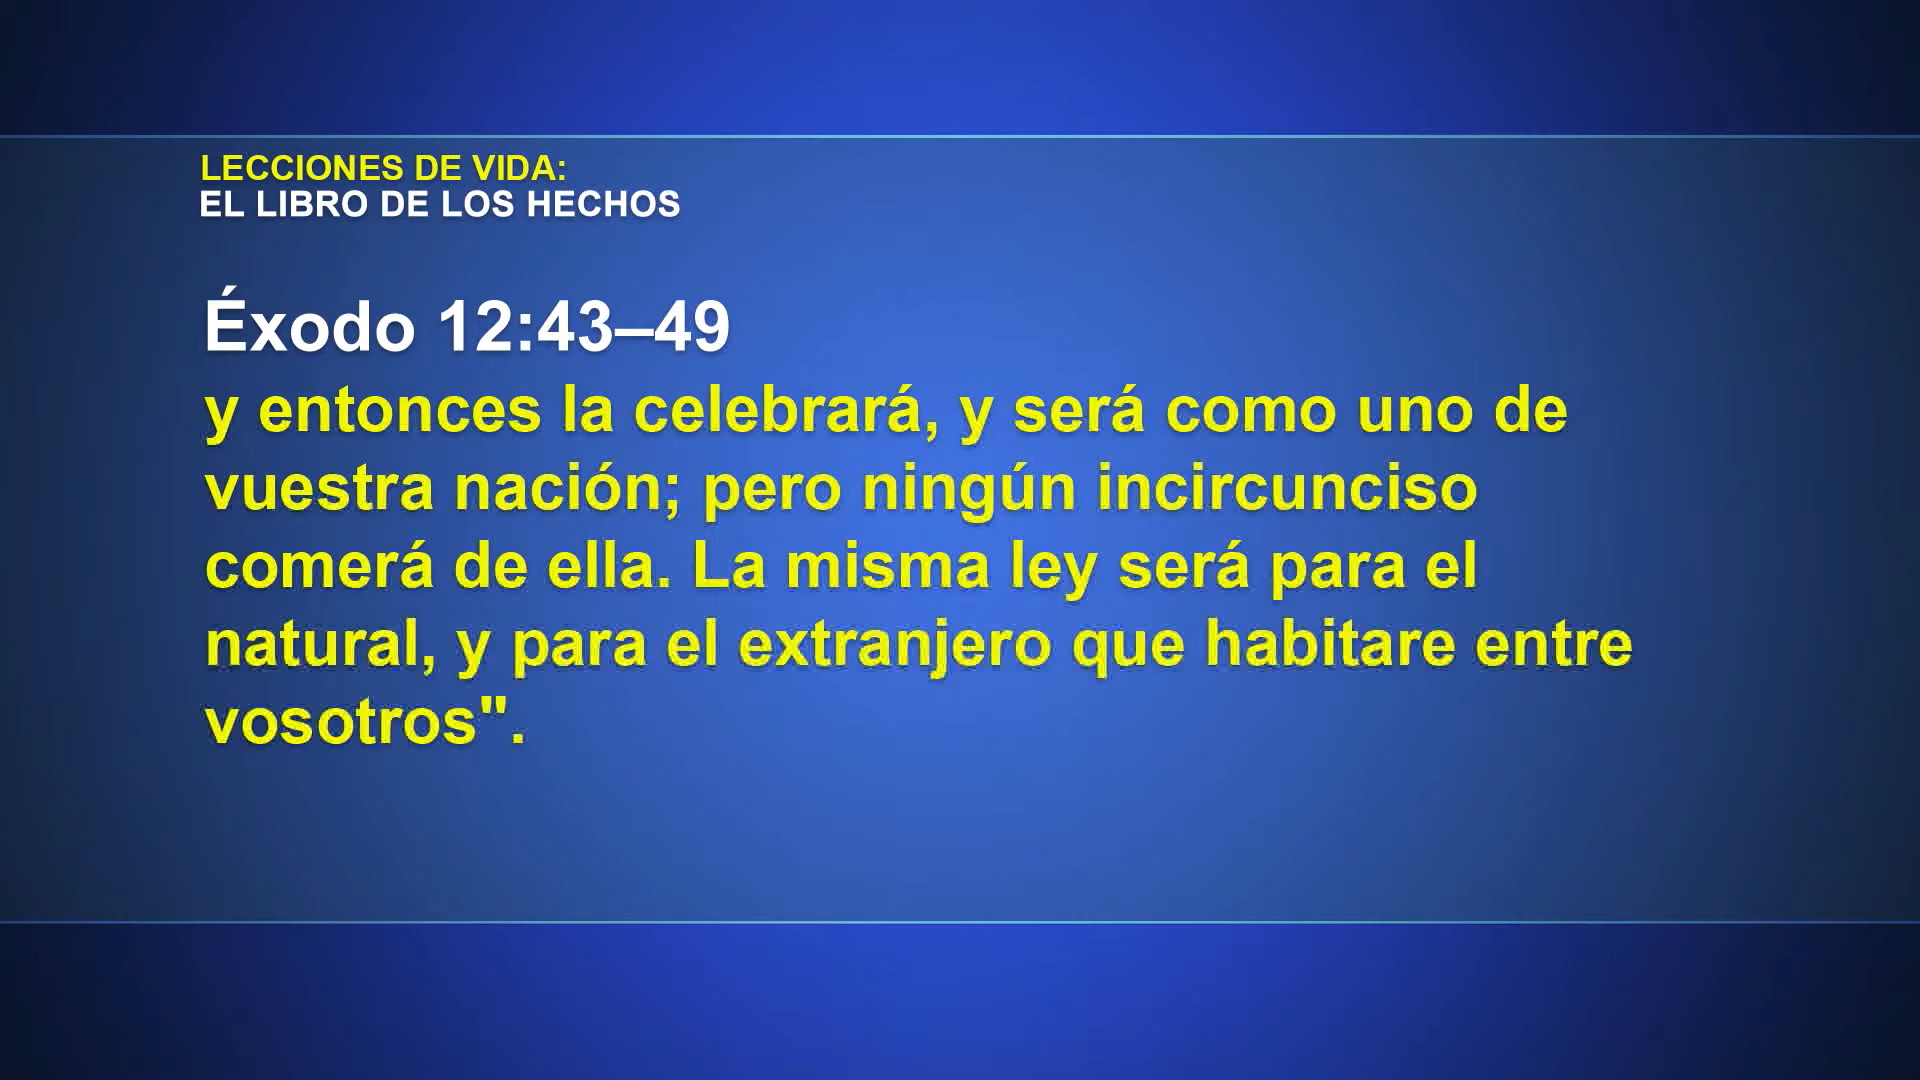 LECCIONES DE VIDA:
EL LIBRO DE LOS HECHOS
Éxodo 12:43–49
y entonces la celebrará, y será como uno de
vuestra nación; pero ningún incircunciso
comerá de ella. La misma ley será para el
natural, y para el extranjero que habitare entre
vosotros".